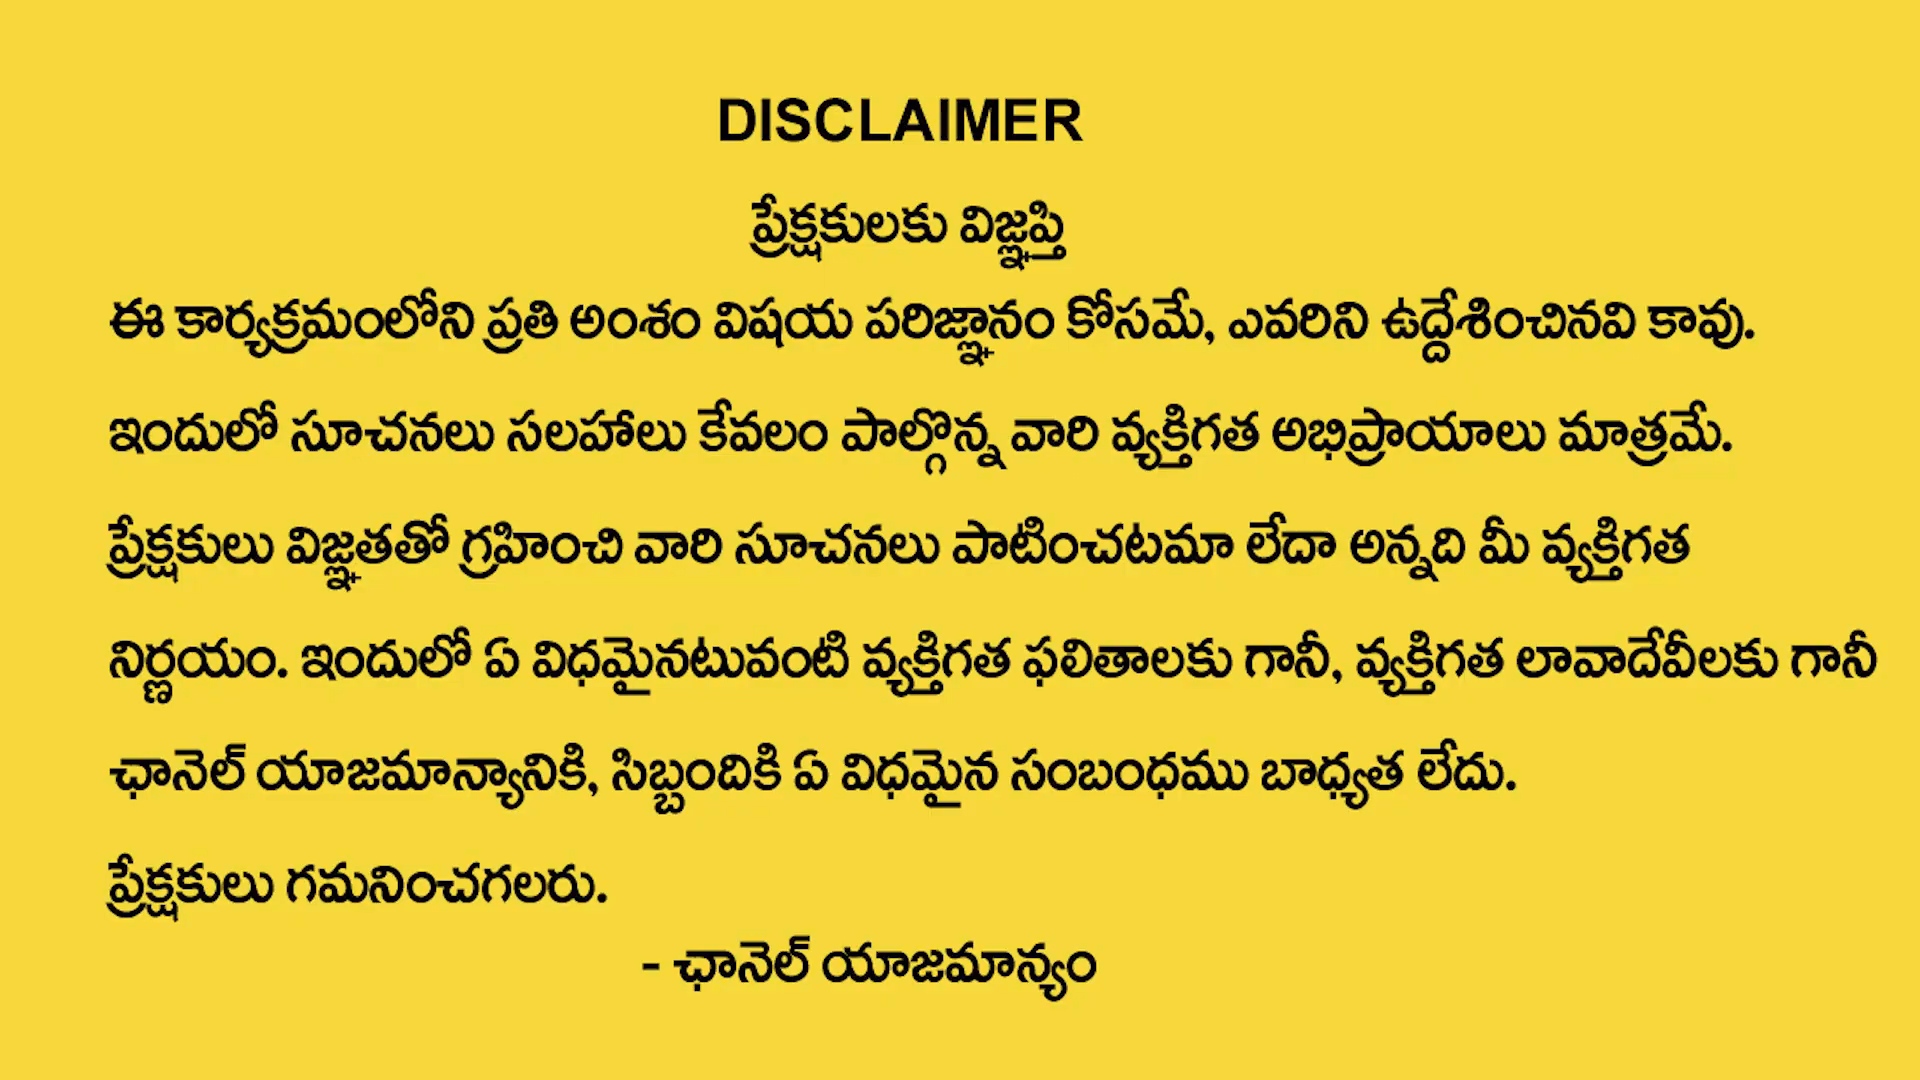 DISCLAIMER
ప్రేక్షకులకు విజ్ఞప్తి
ఈ కార్యక్రమంలోని ప్రతి అంశం విషయ పరిజ్ఞానం కోసమే, ఎవరిని ఉద్దేశించినవి కావు.
ఇందులో సూచనలు సలహాలు కేవలం పాల్గొన్న వారి వ్యక్తిగత అభిప్రాయాలు మాత్రమే.
ప్రేక్షకులు విజ్ఞతతో గ్రహించి వారి సూచనలు పాటించటమా లేదా అన్నది మీ వ్యక్తిగత
నిర్ణయం. ఇందులో ఏ విధమైనటువంటి వ్యక్తిగత ఫలితాలకు గానీ, వ్యక్తిగత లావాదేవీలకు గానీ
ఛానెల్ యాజమాన్యానికి, సిబ్బందికి ఏ విధమైన సంబంధము బాధ్యత లేదు.
ప్రేక్షకులు గమనించగలరు.
- ఛానెల్ యాజమాన్యం